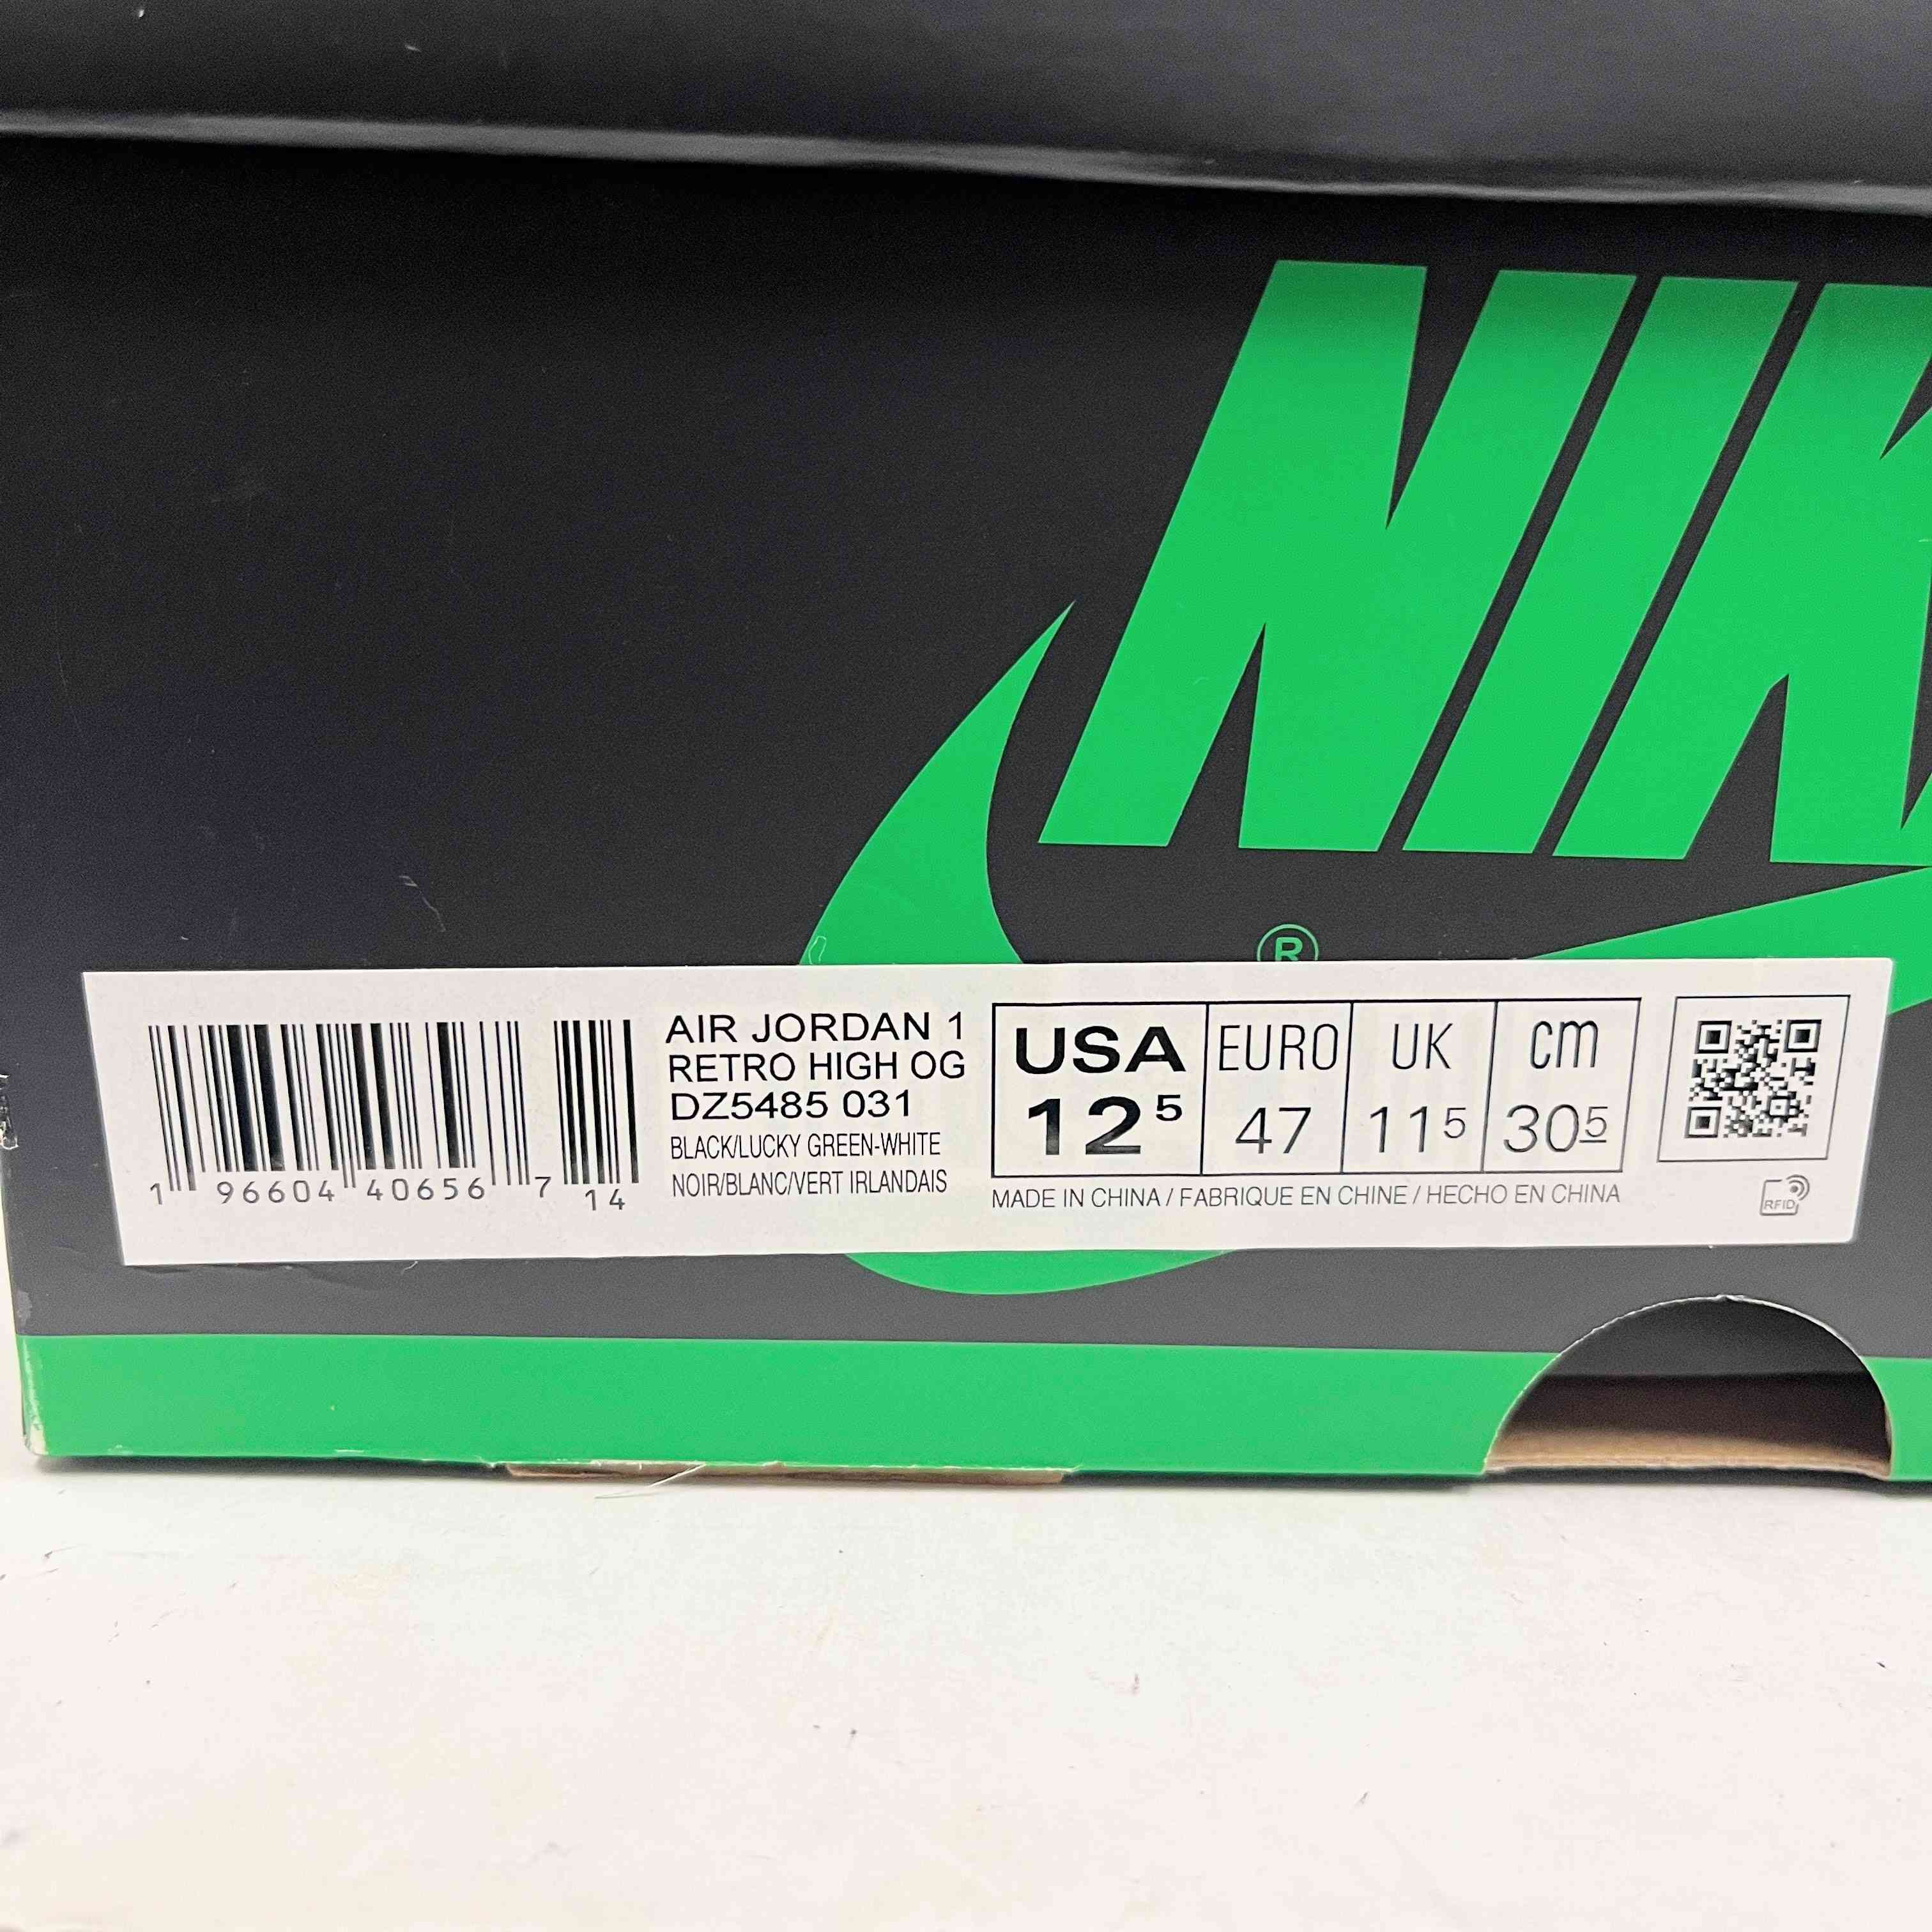 NIK
®
AIR JORDAN 1
RETRO HIGH OG
DZ5485 031
BLACK/LUCKY GREEN-WHITE
NOIR/BLANC/VERT IRLANDAIS
1 96604 40656 7 14
USA EURO UK cm
12⁵ 47 11⁵ 30⁵
MADE IN CHINA / FABRIQUE EN CHINE / HECHO EN CHINA
RFID